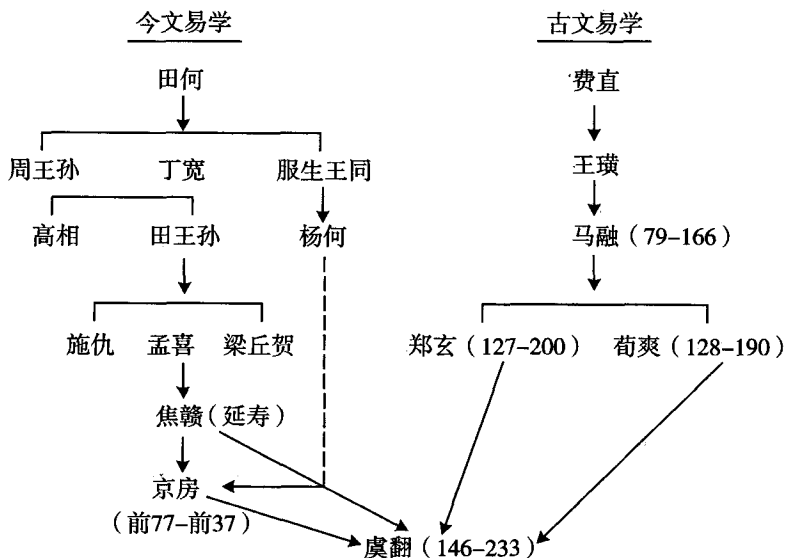 今文易学 古文易学
田何 费直
周王孙 丁宽 服生王同 王璜
高相 田王孙 杨何 马融（79-166）
施仇 孟喜 梁丘贺 郑玄（127-200） 荀爽（128-190）
焦赣（延寿）
京房
（前77-前37）
虞翻（146-233）